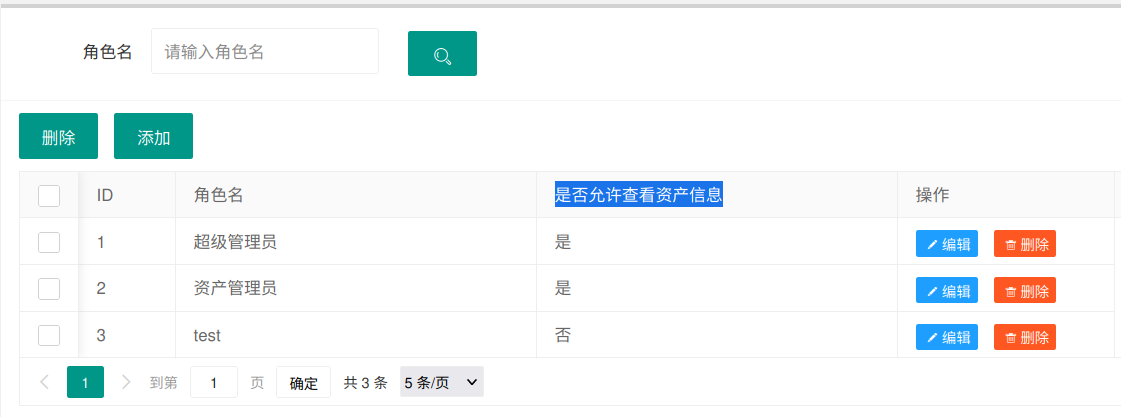 角色名 请输入角色名
删除 添加
ID 角色名 是否允许查看资产信息 操作
1 超级管理员 是 编辑 删除
2 资产管理员 是 编辑 删除
3 test 否 编辑 删除
1 到第 1 页 确定 共 3 条 5 条/页